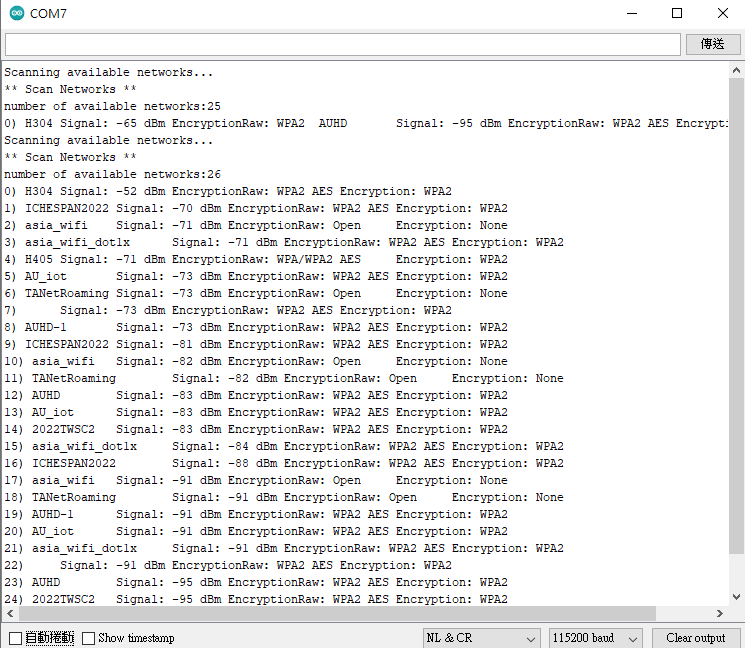 COM7
傳送
Scanning available networks...
** Scan Networks **
number of available networks:25
0) H304 Signal: -65 dBm EncryptionRaw: WPA2  AUHD       Signal: -95 dBm EncryptionRaw: WPA2 AES Encrypti
Scanning available networks...
** Scan Networks **
number of available networks:26
0) H304 Signal: -52 dBm EncryptionRaw: WPA2 AES Encryption: WPA2
1) ICHESPAN2022 Signal: -70 dBm EncryptionRaw: WPA2 AES Encryption: WPA2
2) asia_wifi    Signal: -71 dBm EncryptionRaw: Open     Encryption: None
3) asia_wifi_dot1x      Signal: -71 dBm EncryptionRaw: WPA2 AES Encryption: WPA2
4) H405 Signal: -71 dBm EncryptionRaw: WPA/WPA2 AES     Encryption: WPA2
5) AU_iot       Signal: -73 dBm EncryptionRaw: WPA2 AES Encryption: WPA2
6) TANetRoaming Signal: -73 dBm EncryptionRaw: Open     Encryption: None
7)      Signal: -73 dBm EncryptionRaw: WPA2 AES Encryption: WPA2
8) AUHD-1       Signal: -73 dBm EncryptionRaw: WPA2 AES Encryption: WPA2
9) ICHESPAN2022 Signal: -81 dBm EncryptionRaw: WPA2 AES Encryption: WPA2
10) asia_wifi   Signal: -82 dBm EncryptionRaw: Open     Encryption: None
11) TANetRoaming        Signal: -82 dBm EncryptionRaw: Open     Encryption: None
12) AUHD        Signal: -83 dBm EncryptionRaw: WPA2 AES Encryption: WPA2
13) AU_iot      Signal: -83 dBm EncryptionRaw: WPA2 AES Encryption: WPA2
14) 2022TWSC2   Signal: -83 dBm EncryptionRaw: WPA2 AES Encryption: WPA2
15) asia_wifi_dot1x     Signal: -84 dBm EncryptionRaw: WPA2 AES Encryption: WPA2
16) ICHESPAN2022        Signal: -88 dBm EncryptionRaw: WPA2 AES Encryption: WPA2
17) asia_wifi   Signal: -91 dBm EncryptionRaw: Open     Encryption: None
18) TANetRoaming        Signal: -91 dBm EncryptionRaw: Open     Encryption: None
19) AUHD-1      Signal: -91 dBm EncryptionRaw: WPA2 AES Encryption: WPA2
20) AU_iot      Signal: -91 dBm EncryptionRaw: WPA2 AES Encryption: WPA2
21) asia_wifi_dot1x     Signal: -91 dBm EncryptionRaw: WPA2 AES Encryption: WPA2
22)     Signal: -91 dBm EncryptionRaw: WPA2 AES Encryption: WPA2
23) AUHD        Signal: -95 dBm EncryptionRaw: WPA2 AES Encryption: WPA2
24) 2022TWSC2   Signal: -95 dBm EncryptionRaw: WPA2 AES Encryption: WPA2
自動捲動 Show timestamp NL & CR 115200 baud Clear output